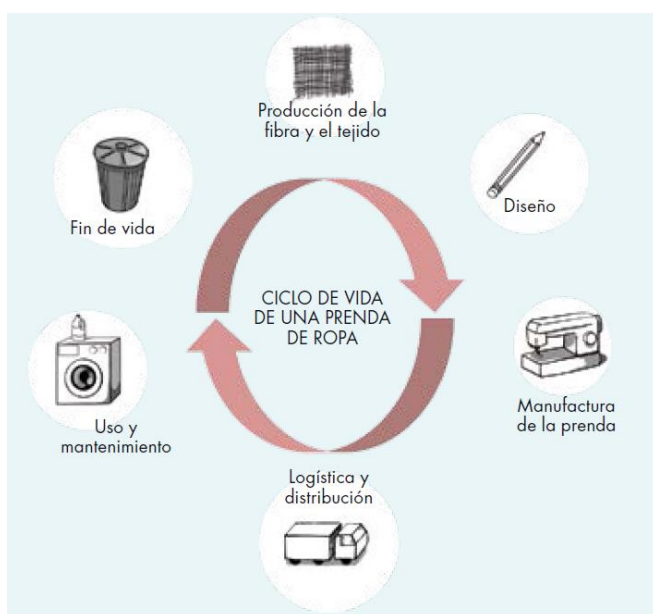 Producción de la
fibra y el tejido
Diseño
Manufactura
de la prenda
Logística y
distribución
Uso y
mantenimiento
Fin de vida
CICLO DE VIDA
DE UNA PRENDA
DE ROPA